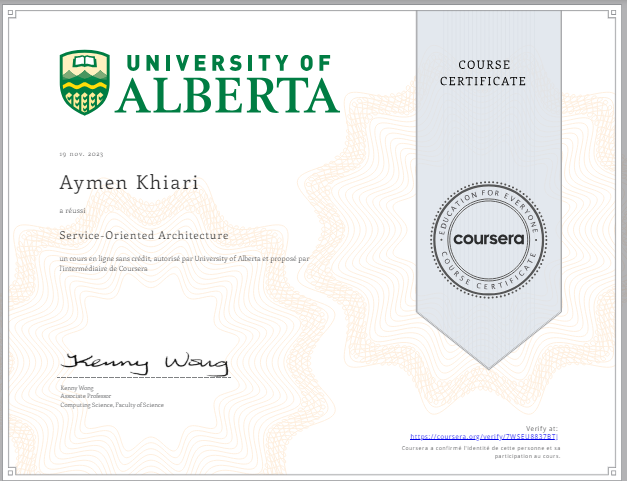 UNIVERSITY OF
ALBERTA
COURSE
CERTIFICATE
19 nov. 2023
Aymen Khiari
a réussi
Service-Oriented Architecture
un cours en ligne sans crédit, autorisé par University of Alberta et proposé par
l'intermédiaire de Coursera
EDUCATION FOR EVERYONE
coursera
COURSE CERTIFICATE
Kenny Wong
Kenny Wong
Associate Professor
Computing Science, Faculty of Science
Verify at:
https://coursera.org/verify/7WSEU8837BTJ
Coursera a confirmé l'identité de cette personne et sa
participation au cours.